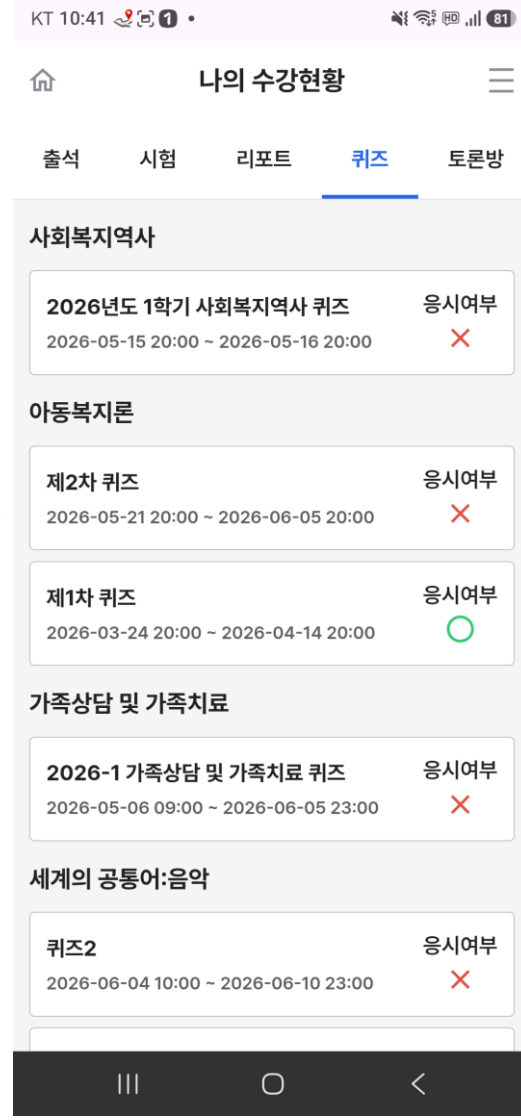 KT 10:41 1 •
HD 81
나의 수강현황
출석 시험 리포트 퀴즈 토론방
사회복지역사
2026년도 1학기 사회복지역사 퀴즈 응시여부
2026-05-15 20:00 ~ 2026-05-16 20:00
아동복지론
제2차 퀴즈 응시여부
2026-05-21 20:00 ~ 2026-06-05 20:00
제1차 퀴즈 응시여부
2026-03-24 20:00 ~ 2026-04-14 20:00
가족상담 및 가족치료
2026-1 가족상담 및 가족치료 퀴즈 응시여부
2026-05-06 09:00 ~ 2026-06-05 23:00
세계의 공통어:음악
퀴즈2 응시여부
2026-06-04 10:00 ~ 2026-06-10 23:00